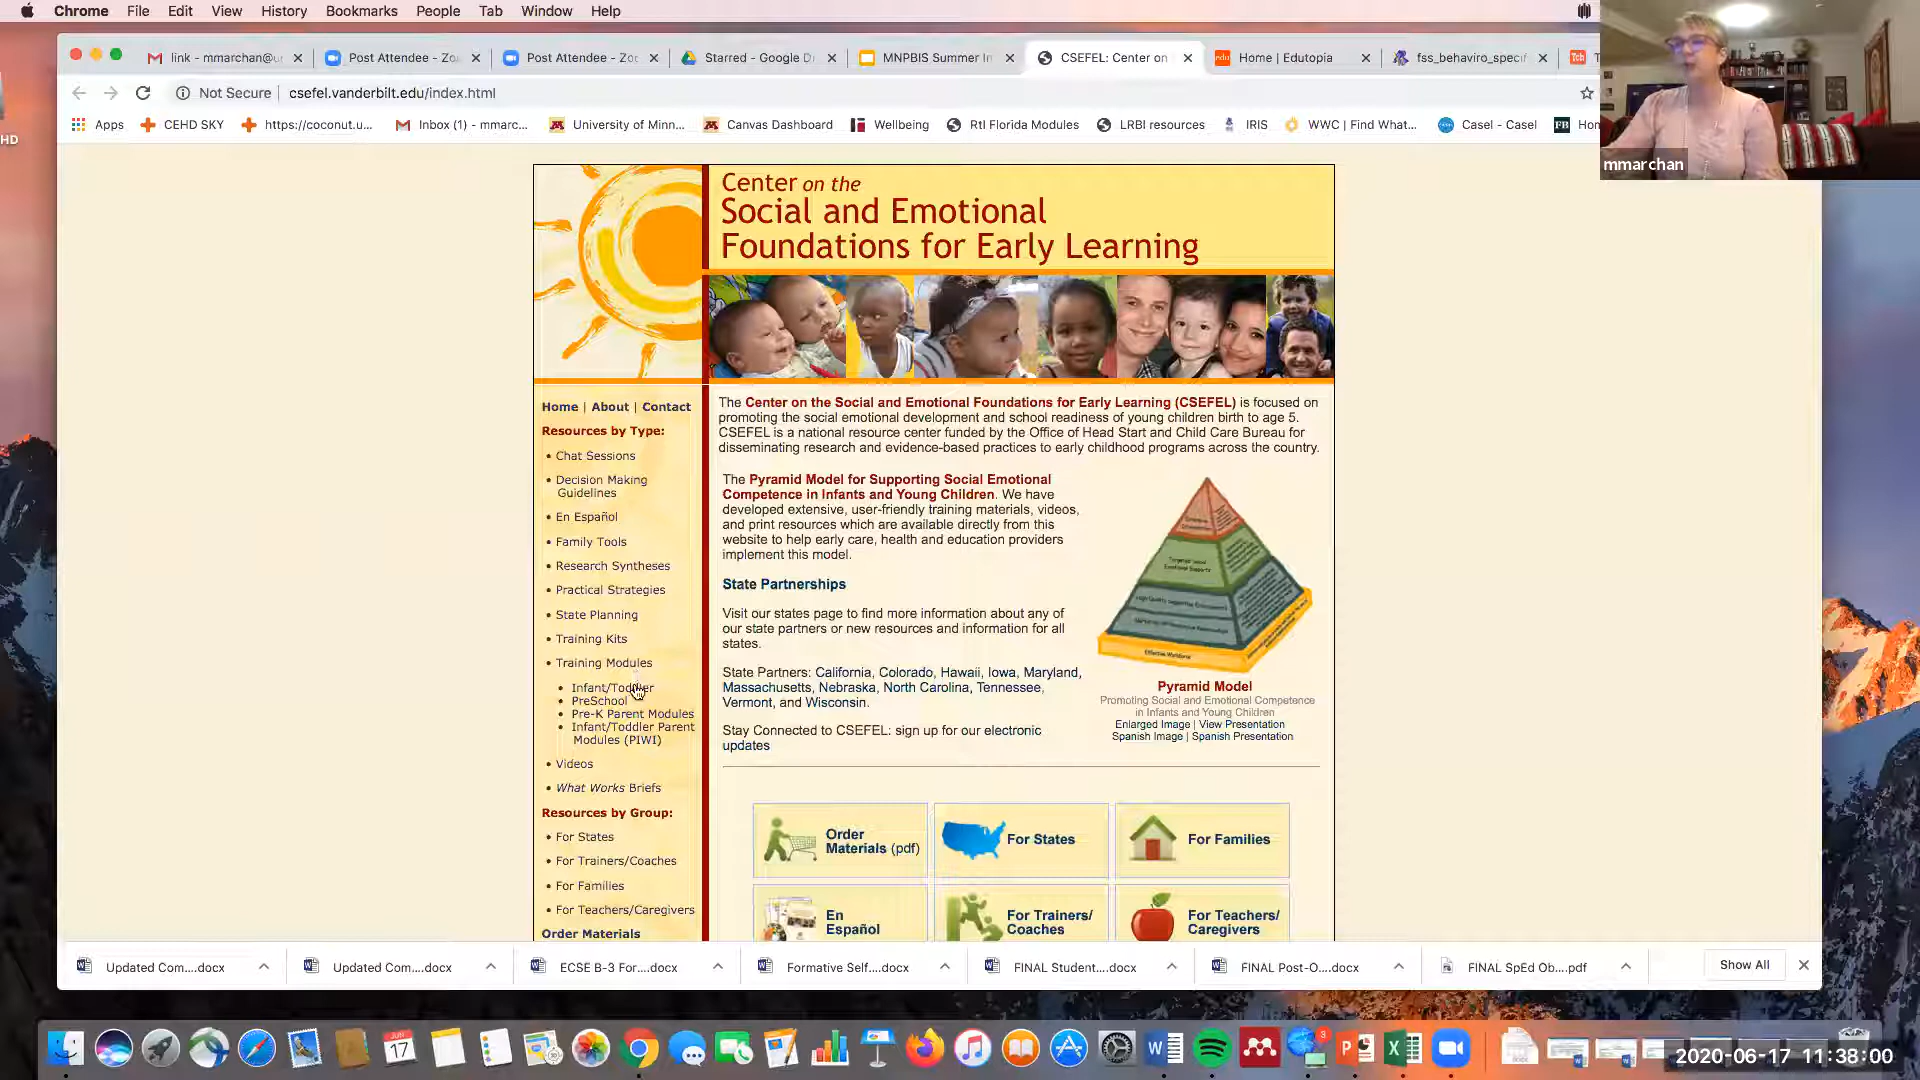 Chrome File Edit View History Bookmarks People Tab Window Help
link - mmarchan@u
Post Attendee - Zo
Post Attendee - Zo
Starred - Google D
MNPBIS Summer In
CSEFEL: Center on
Home | Edutopia
fss_behaviro_specif
Not Secure | csefel.vanderbilt.edu/index.html
mmarchan
HD
Apps
CEHD SKY
https://coconut.u...
Inbox (1) - mmarc...
University of Minn...
Canvas Dashboard
Wellbeing
RtI Florida Modules
LRBI resources
IRIS
WWC | Find What...
Casel - Casel
Center on the
Social and Emotional
Foundations for Early Learning
Home | About | Contact
Resources by Type:
• Chat Sessions
• Decision Making
Guidelines
• En Español
• Family Tools
• Research Syntheses
• Practical Strategies
• State Planning
• Training Kits
• Training Modules
• Infant/Toddler
• PreSchool
• Pre-K Parent Modules
• Infant/Toddler Parent
Modules (PIWI)
• Videos
• What Works Briefs
Resources by Group:
• For States
• For Trainers/Coaches
• For Families
• For Teachers/Caregivers
Order Materials
The Center on the Social and Emotional Foundations for Early Learning (CSEFEL) is focused on
promoting the social emotional development and school readiness of young children birth to age 5.
CSEFEL is a national resource center funded by the Office of Head Start and Child Care Bureau for
disseminating research and evidence-based practices to early childhood programs across the country.
The Pyramid Model for Supporting Social Emotional
Competence in Infants and Young Children. We have
developed extensive, user-friendly training materials, videos,
and print resources which are available directly from this
website to help early care, health and education providers
implement this model.
State Partnerships
Visit our states page to find more information about any of
our state partners or new resources and information for all
states.
State Partners: California, Colorado, Hawaii, Iowa, Maryland,
Massachusetts, Nebraska, North Carolina, Tennessee,
Vermont, and Wisconsin.
Stay Connected to CSEFEL: sign up for our electronic
updates
Effective Workforce
Pyramid Model
Promoting Social and Emotional Competence
in Infants and Young Children
Enlarged Image | View Presentation
Spanish Image | Spanish Presentation
Order
Materials (pdf)
For States
For Families
En
Español
For Trainers/
Coaches
For Teachers/
Caregivers
Updated Com....docx
Updated Com....docx
ECSE B-3 For....docx
Formative Self....docx
FINAL Student....docx
FINAL Post-O....docx
FINAL SpEd Ob....pdf
Show All
JUN
17
3
2020-06-17 11:38:00